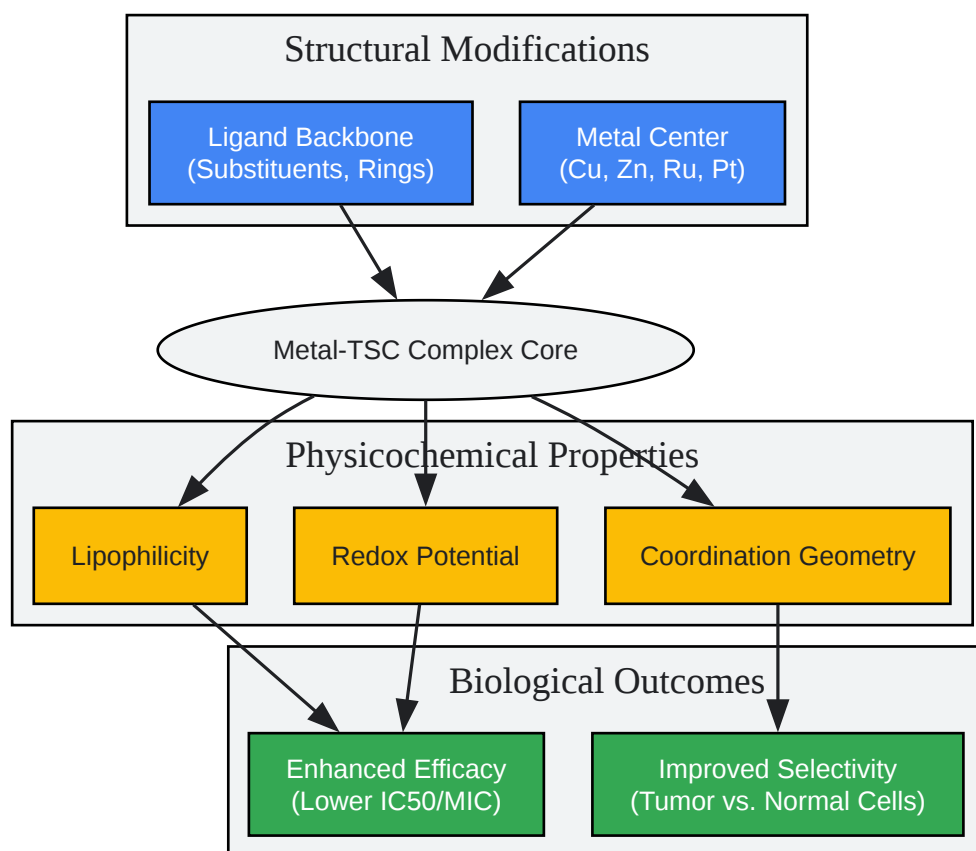 Structural Modifications
Ligand Backbone
(Substituents, Rings)
Metal Center
(Cu, Zn, Ru, Pt)
Metal-TSC Complex Core
Physicochemical Properties
Lipophilicity
Redox Potential
Coordination Geometry
Biological Outcomes
Enhanced Efficacy
(Lower IC50/MIC)
Improved Selectivity
(Tumor vs. Normal Cells)